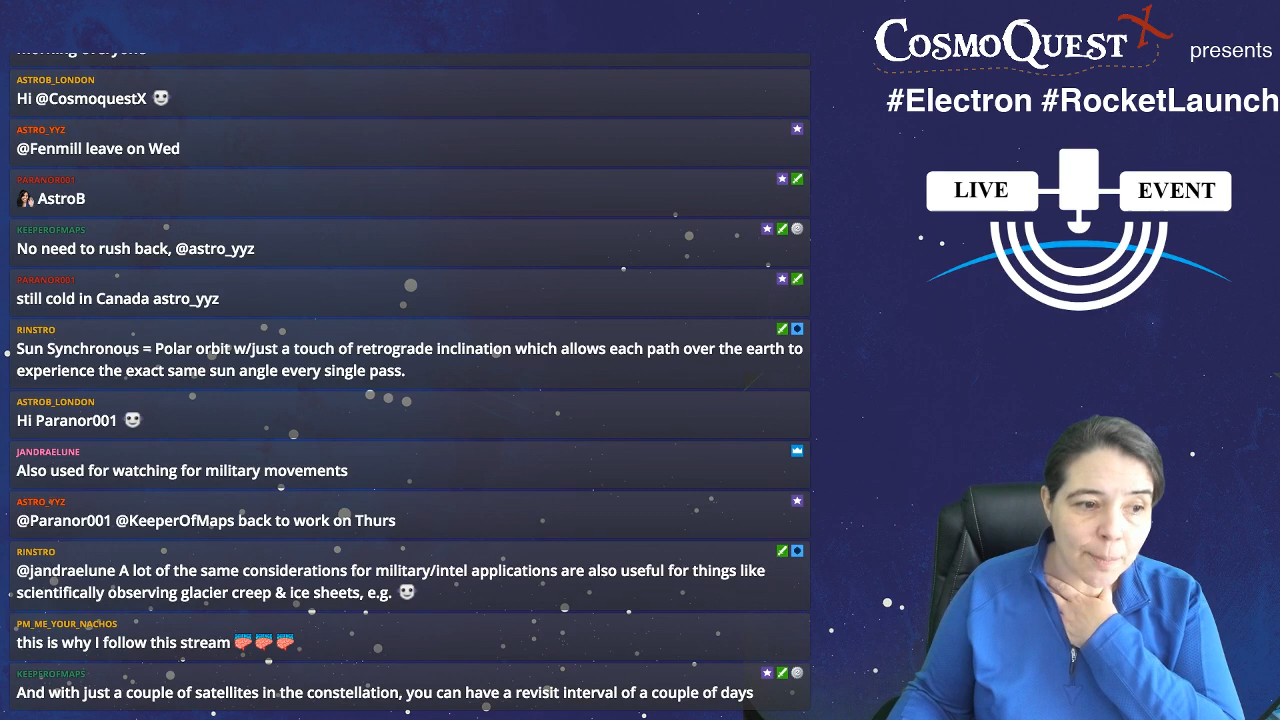 morning everyone
ASTROB_LONDON
Hi @CosmoquestX
ASTRO_YYZ
@Fenmill leave on Wed
PARANOR001
AstroB
KEEPEROFMAPS
No need to rush back, @astro_yyz
PARANOR001
still cold in Canada astro_yyz
RINSTRO
Sun Synchronous = Polar orbit w/just a touch of retrograde inclination which allows each path over the earth to
experience the exact same sun angle every single pass.
ASTROB_LONDON
Hi Paranor001
JANDRAELUNE
Also used for watching for military movements
ASTRO_YYZ
@Paranor001 @KeeperOfMaps back to work on Thurs
RINSTRO
@jandraelune A lot of the same considerations for military/intel applications are also useful for things like
scientifically observing glacier creep & ice sheets, e.g.
PM_ME_YOUR_NACHOS
this is why I follow this stream
KEEPEROFMAPS
And with just a couple of satellites in the constellation, you can have a revisit interval of a couple of days
COSMOQUEST X
presents
#Electron #RocketLaunch
LIVE EVENT